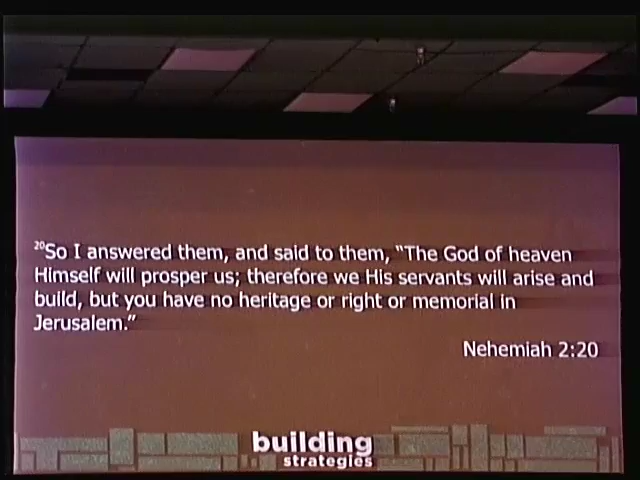 ²⁰So I answered them, and said to them, “The God of heaven
Himself will prosper us; therefore we His servants will arise and
build, but you have no heritage or right or memorial in
Jerusalem.”
Nehemiah 2:20
building
strategies